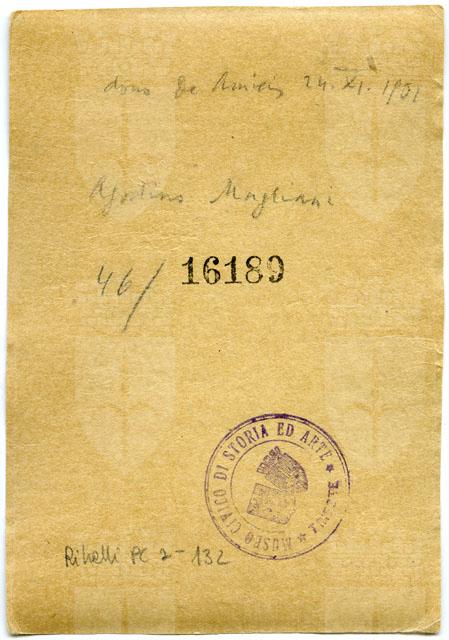 dono De Amicis 24. XI. 1951
Agostino Magliani
46/ 16189
MUSEO CIVICO DI STORIA ED ARTE * TRIESTE *
Ribelli PC 2-132